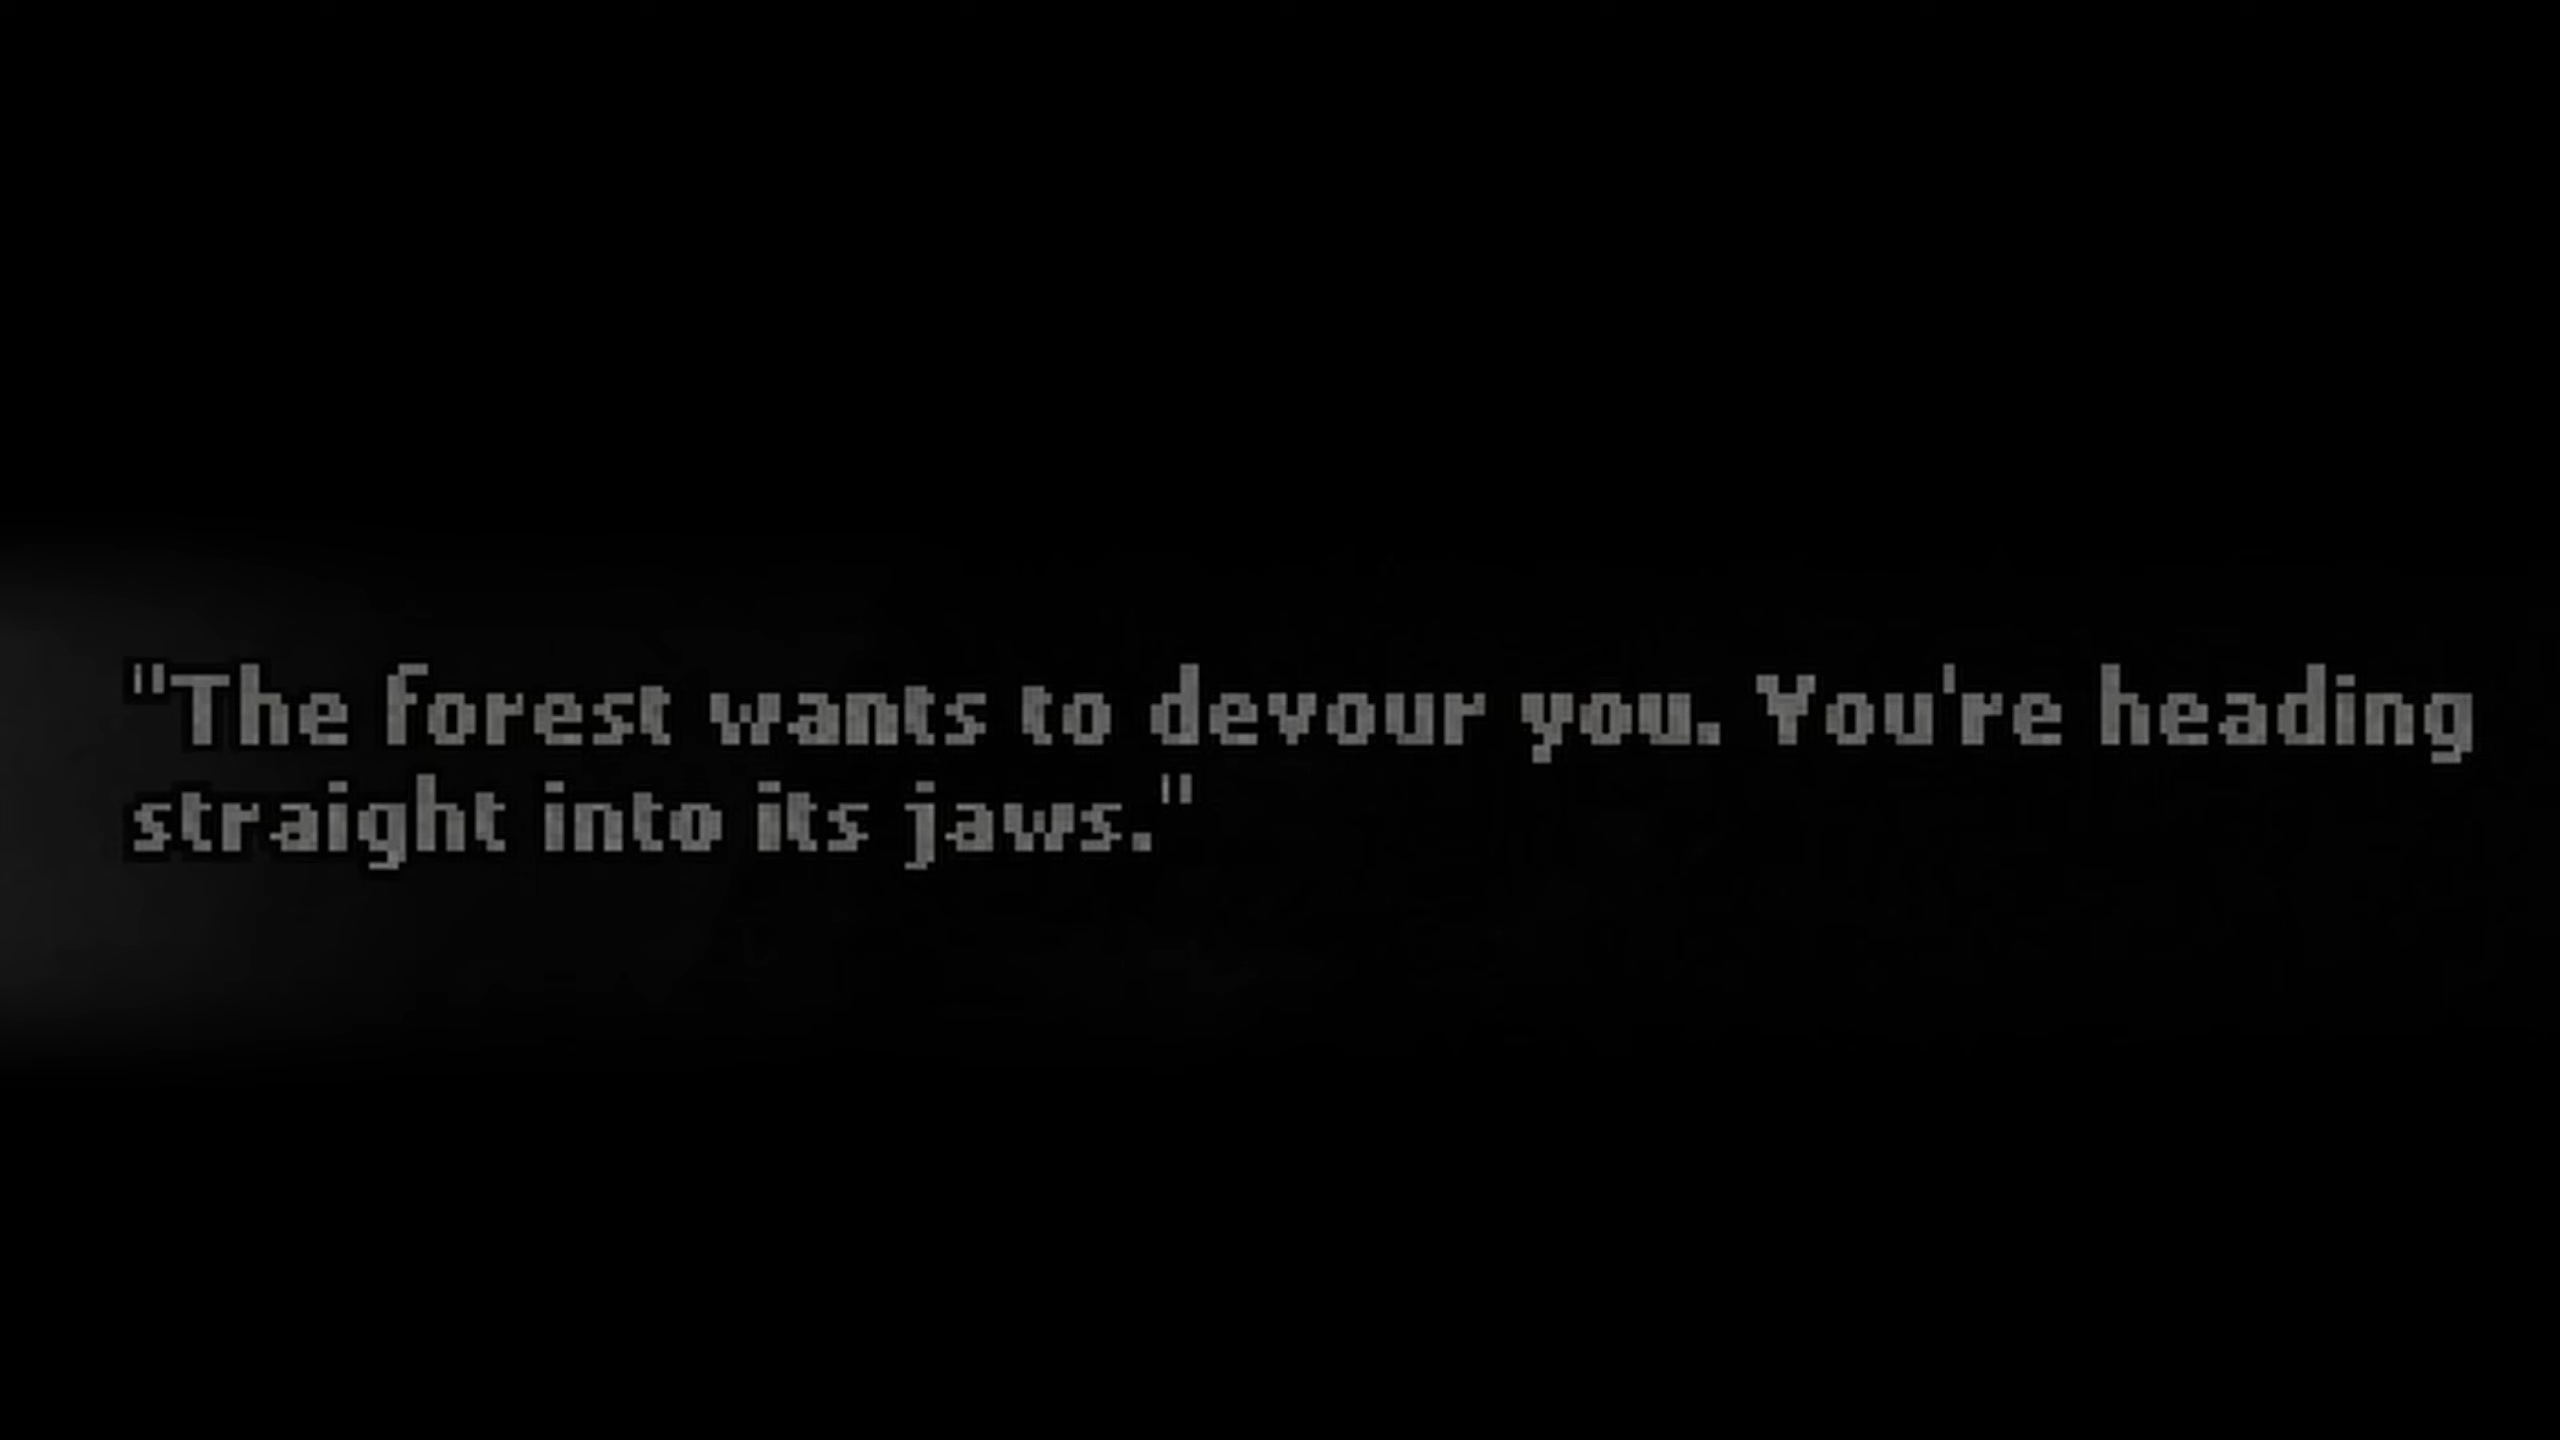 "The forest wants to devour you. You're heading
straight into its jaws."